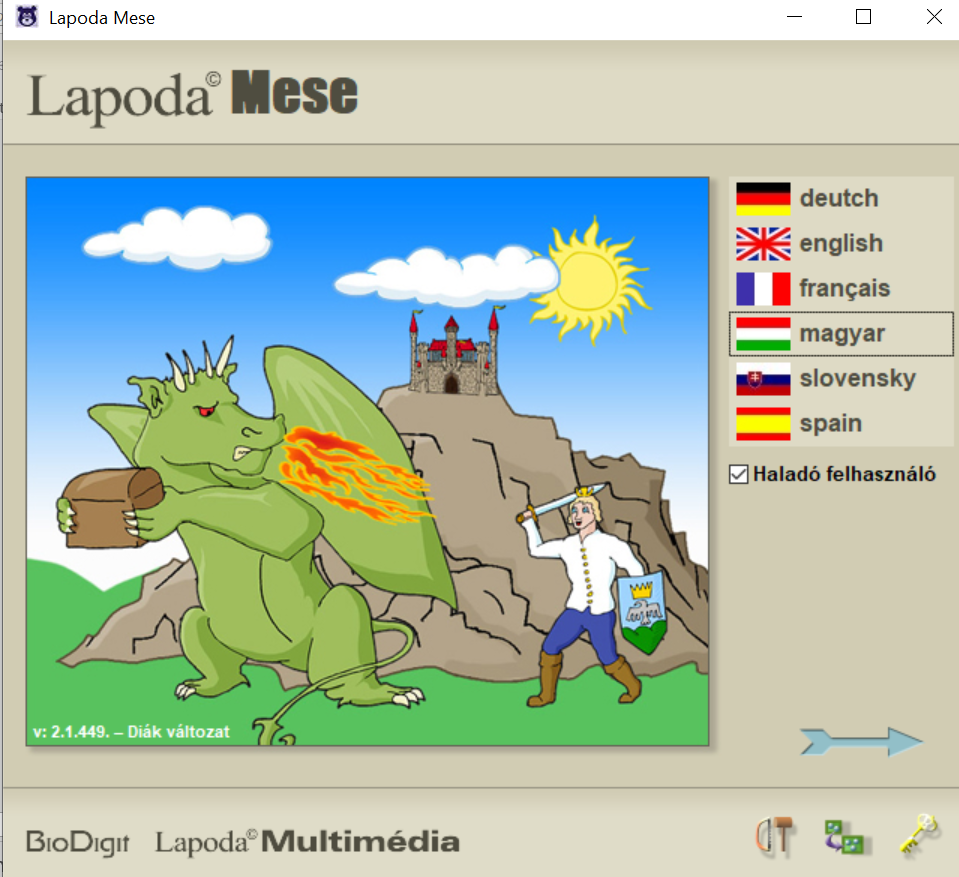 Lapoda Mese
Lapoda© Mese
deutch
english
français
magyar
slovensky
spain
Haladó felhasználó
v: 2.1.449. – Diák változat
BioDigit Lapoda© Multimédia